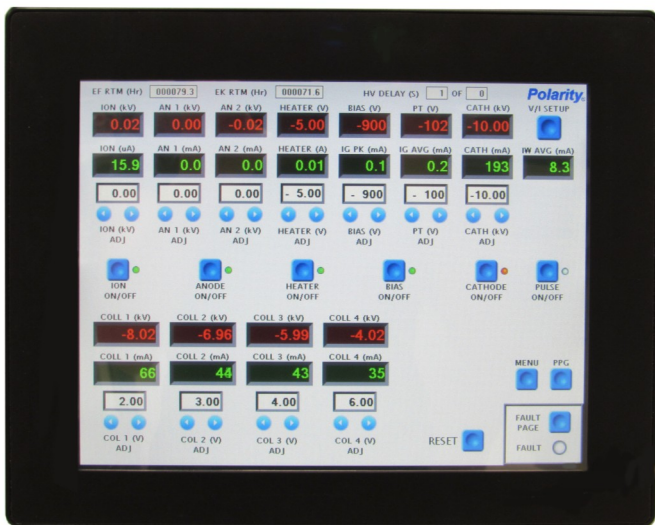 EF RTM (Hr) 000079.3 EK RTM (Hr) 000071.6 HV DELAY (S) 1 OF 0 Polarity
ION (kV) AN 1 (kV) AN 2 (kV) HEATER (V) BIAS (V) PT (V) CATH (kV) V/I SETUP
0.02 0.00 -0.02 -5.00 -900 -102 -10.00
ION (uA) AN 1 (mA) AN 2 (mA) HEATER (A) IG PK (mA) IG AVG (mA) CATH (mA) IW AVG (mA)
15.9 0.0 0.0 0.01 0.1 0.2 193 8.3
0.00 0.00 0.00 - 5.00 - 900 - 100 -10.00
ION (kV) AN 1 (kV) AN 2 (kV) HEATER (V) BIAS (V) PT (V) CATH (kV)
ADJ ADJ ADJ ADJ ADJ ADJ ADJ
ION ANODE HEATER BIAS CATHODE PULSE
ON/OFF ON/OFF ON/OFF ON/OFF ON/OFF ON/OFF
COLL 1 (kV) COLL 2 (kV) COLL 3 (kV) COLL 4 (kV)
-8.02 -6.96 -5.99 -4.02
COLL 1 (mA) COLL 2 (mA) COLL 3 (mA) COLL 4 (mA) MENU PPG
66 44 43 35
2.00 3.00 4.00 6.00
COL 1 (V) COL 2 (V) COL 3 (V) COL 4 (V)
ADJ ADJ ADJ ADJ
RESET
FAULT
PAGE
FAULT